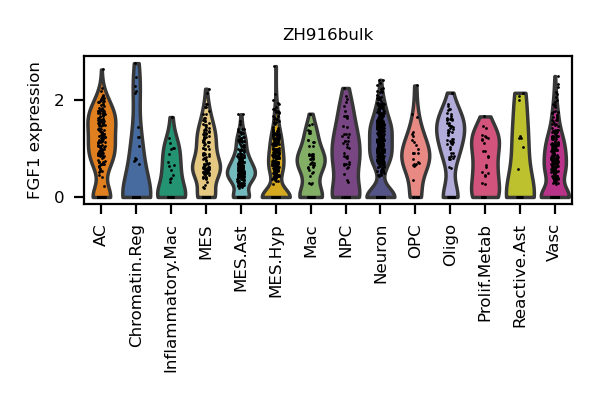 ZH916bulk
FGF1 expression
2
0
AC
Chromatin.Reg
Inflammatory.Mac
MES
MES.Ast
MES.Hyp
Mac
NPC
Neuron
OPC
Oligo
Prolif.Metab
Reactive.Ast
Vasc